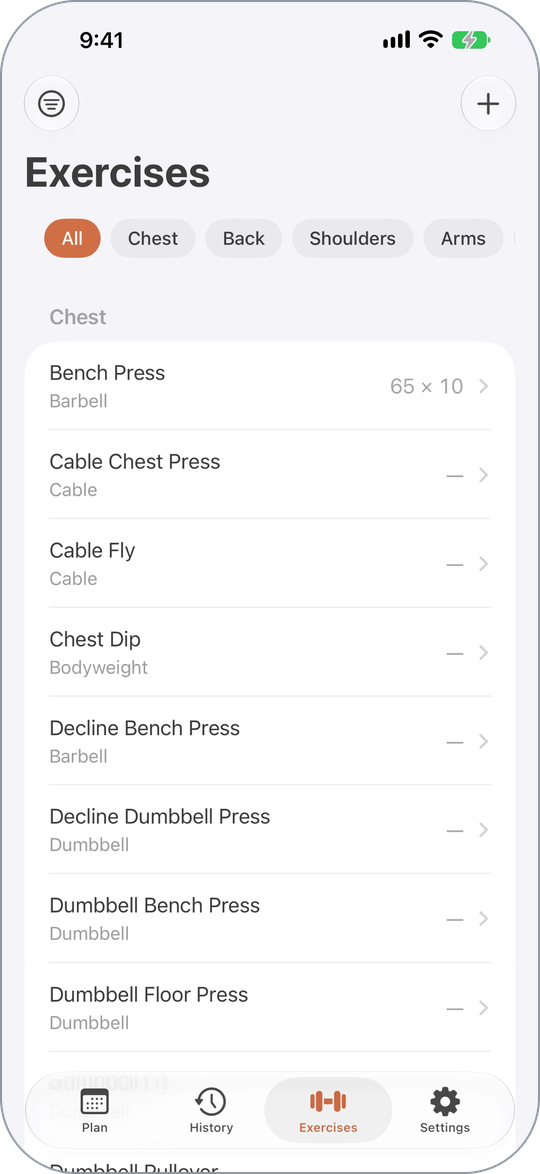 9:41
Exercises
All Chest Back Shoulders Arms
Chest
Bench Press
Barbell
65 × 10
Cable Chest Press
Cable
—
Cable Fly
Cable
—
Chest Dip
Bodyweight
—
Decline Bench Press
Barbell
—
Decline Dumbbell Press
Dumbbell
—
Dumbbell Bench Press
Dumbbell
—
Dumbbell Floor Press
Dumbbell
—
Plan History Exercises Settings
Dumbbell Pullover